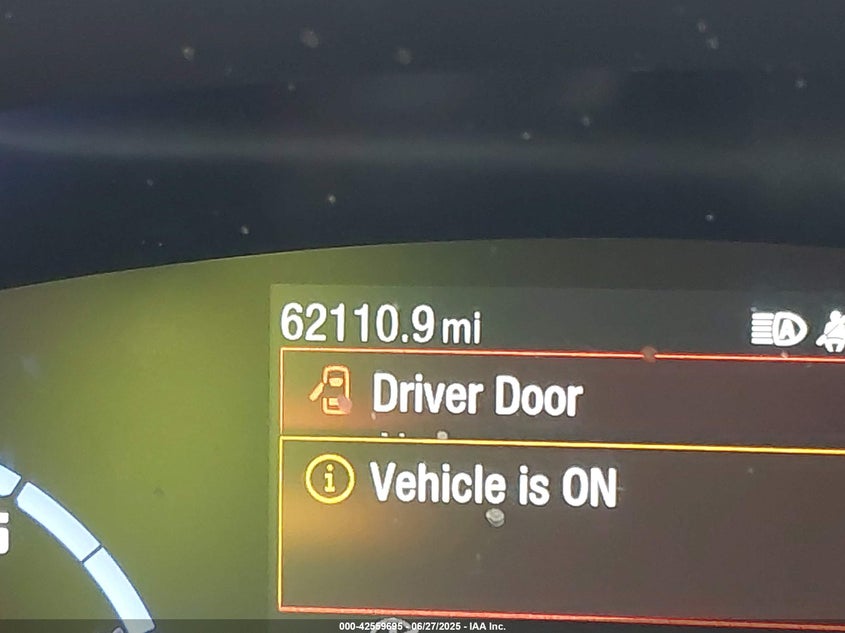 62110.9 mi
Driver Door
Vehicle is ON
000-42559695 - 06/27/2025 - IAA Inc.